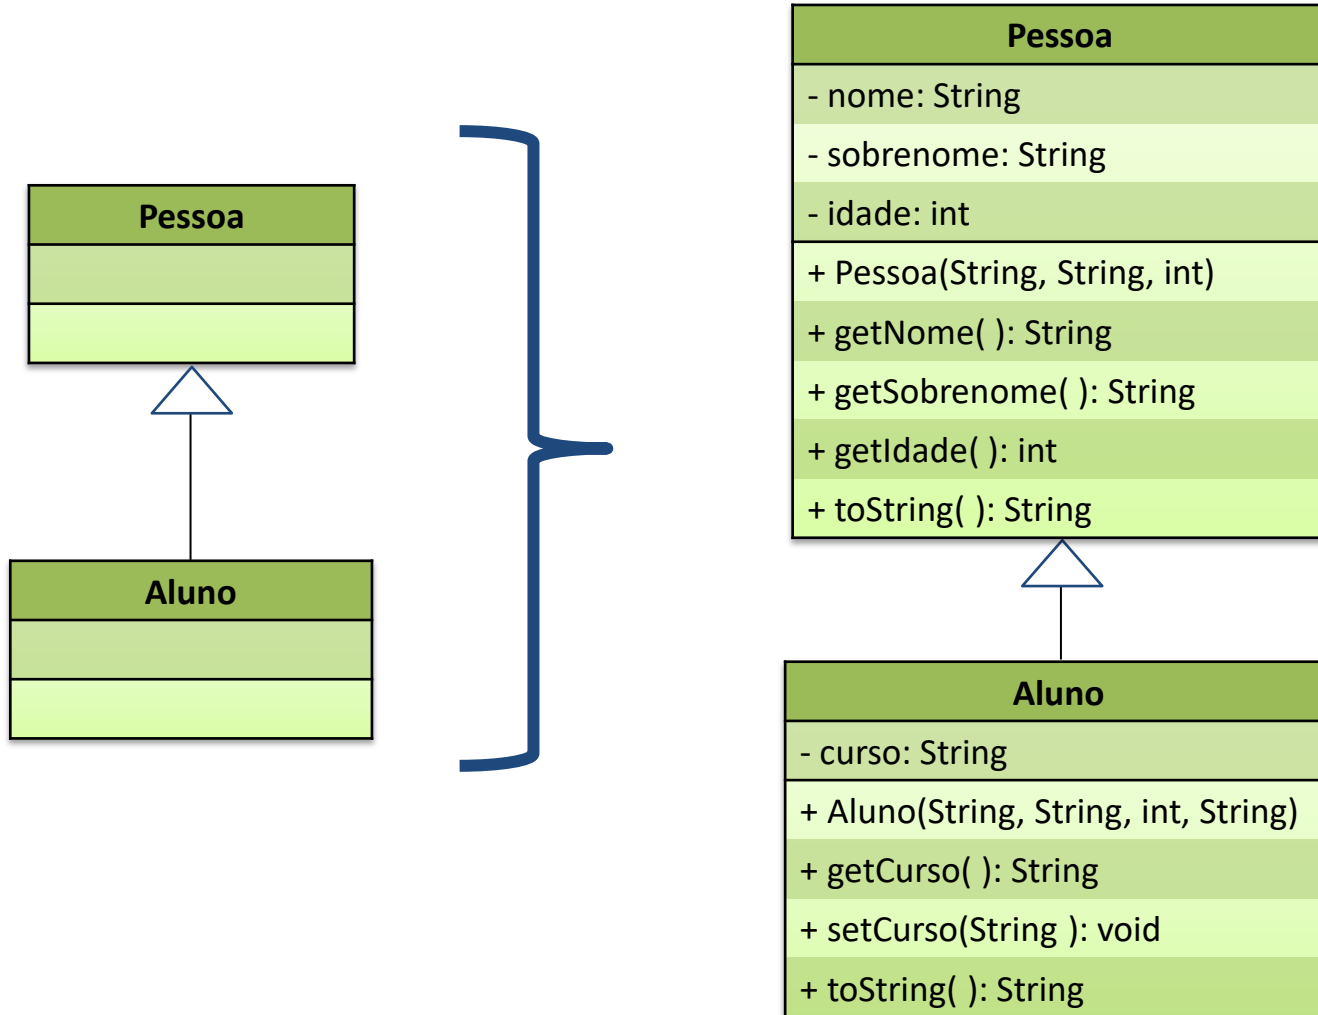 Pessoa
Aluno
Pessoa
- nome: String
- sobrenome: String
- idade: int
+ Pessoa(String, String, int)
+ getNome( ): String
+ getSobrenome( ): String
+ getIdade( ): int
+ toString( ): String
Aluno
- curso: String
+ Aluno(String, String, int, String)
+ getCurso( ): String
+ setCurso(String ): void
+ toString( ): String